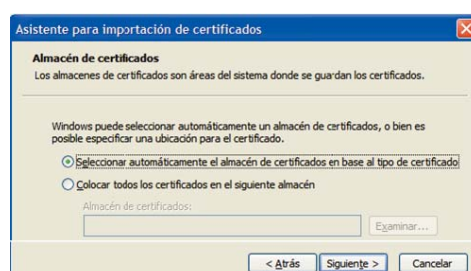 Asistente para importación de certificados
Almacén de certificados
Los almacenes de certificados son áreas del sistema donde se guardan los certificados.
Windows puede seleccionar automáticamente un almacén de certificados, o bien es
posible especificar una ubicación para el certificado.
Seleccionar automáticamente el almacén de certificados en base al tipo de certificado
Colocar todos los certificados en el siguiente almacén
Almacén de certificados:
Examinar...
< Atrás Siguiente > Cancelar